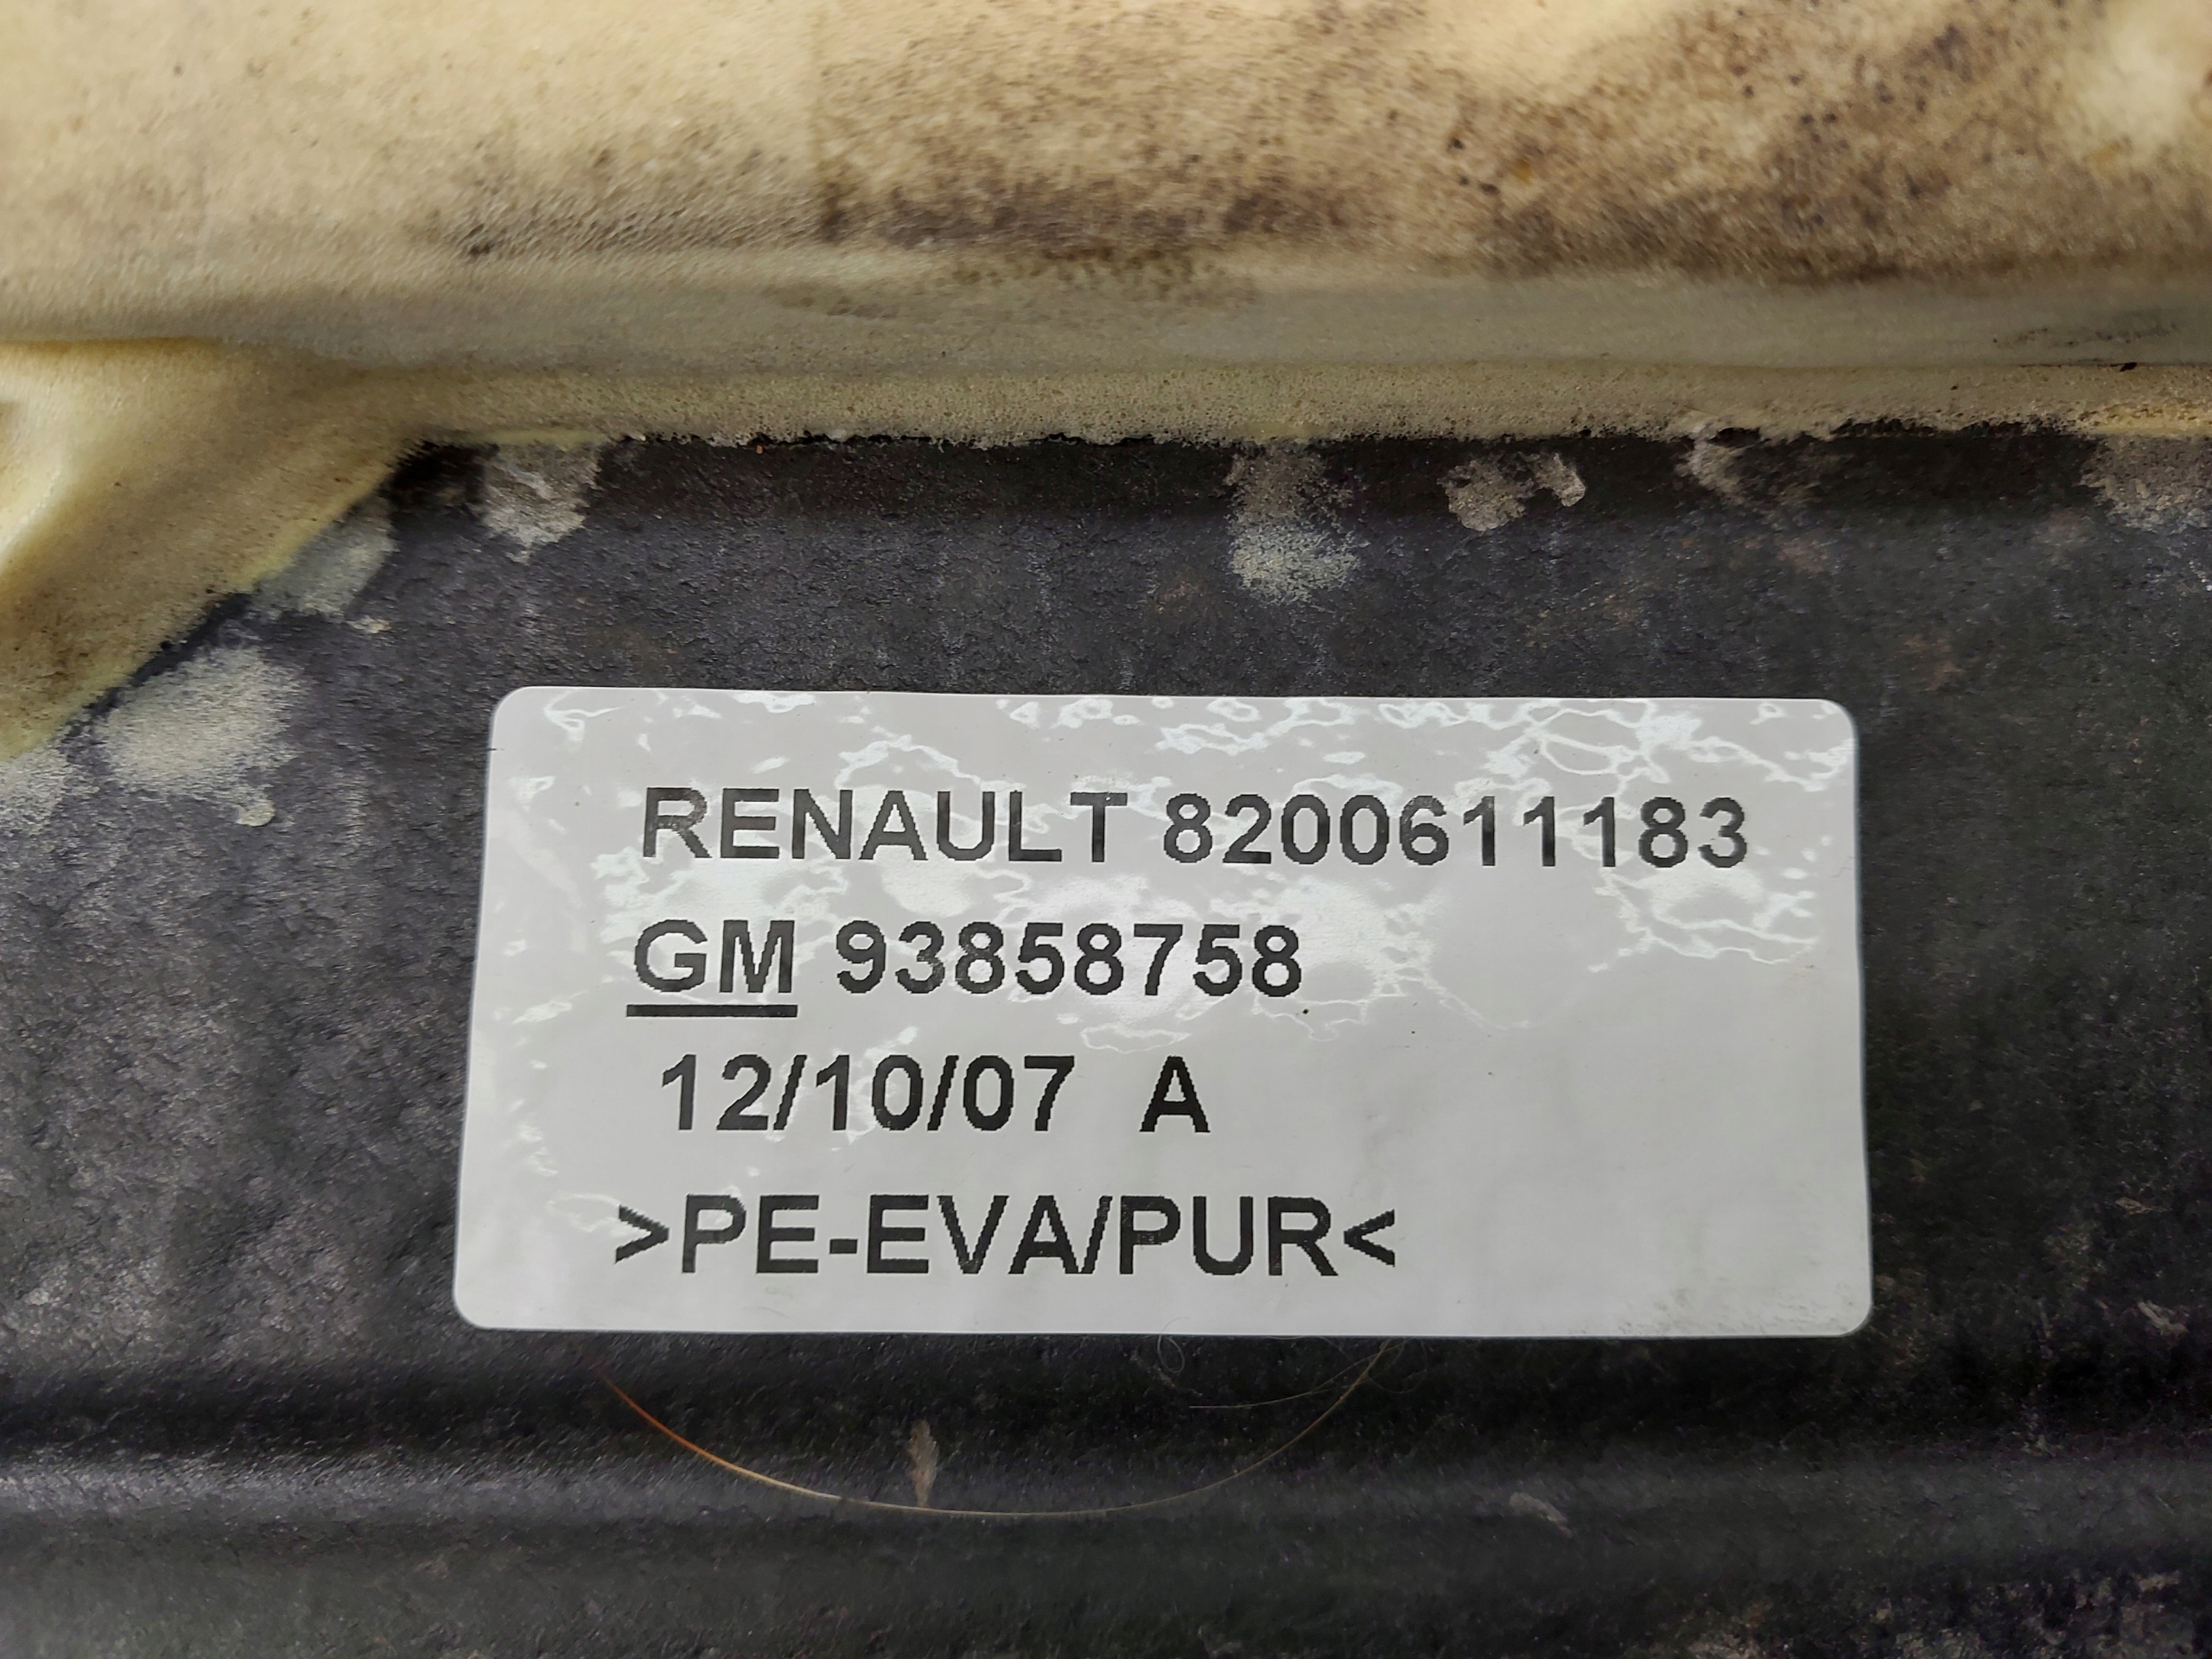 RENAULT 8200611183
GM 93858758
12/10/07 A
>PE-EVA/PUR<